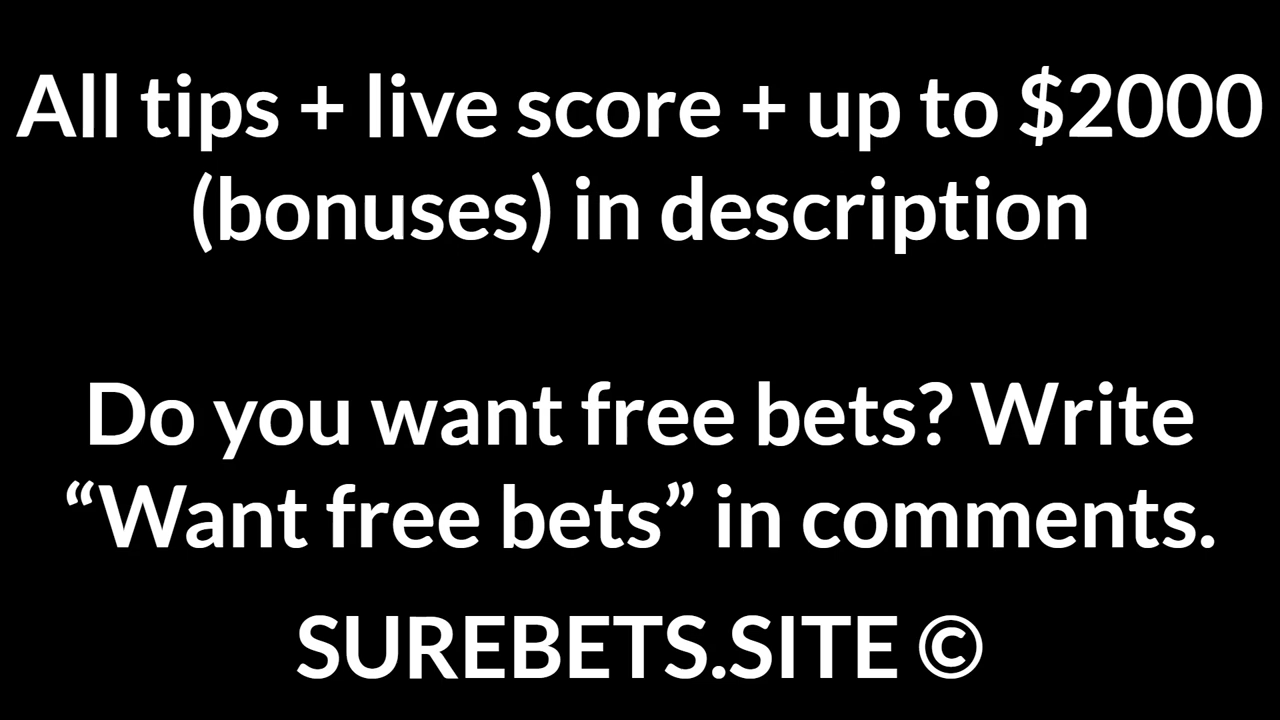 All tips + live score + up to $2000
(bonuses) in description
Do you want free bets? Write
“Want free bets” in comments.
SUREBETS.SITE ©